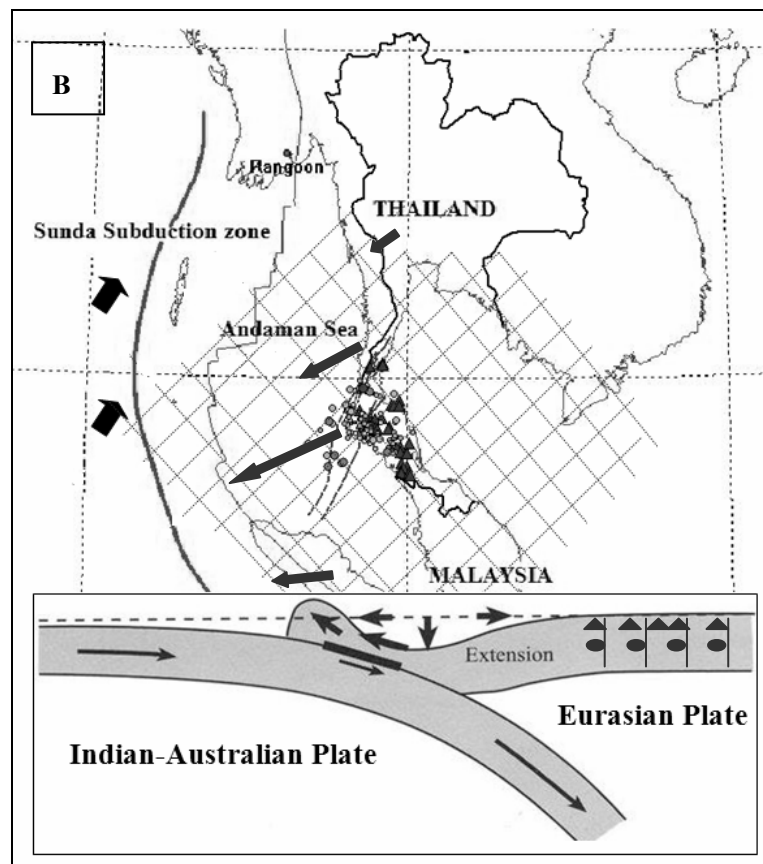 B
Rangoon
THAILAND
Sunda Subduction zone
Andaman Sea
MALAYSIA
Extension
Eurasian Plate
Indian-Australian Plate